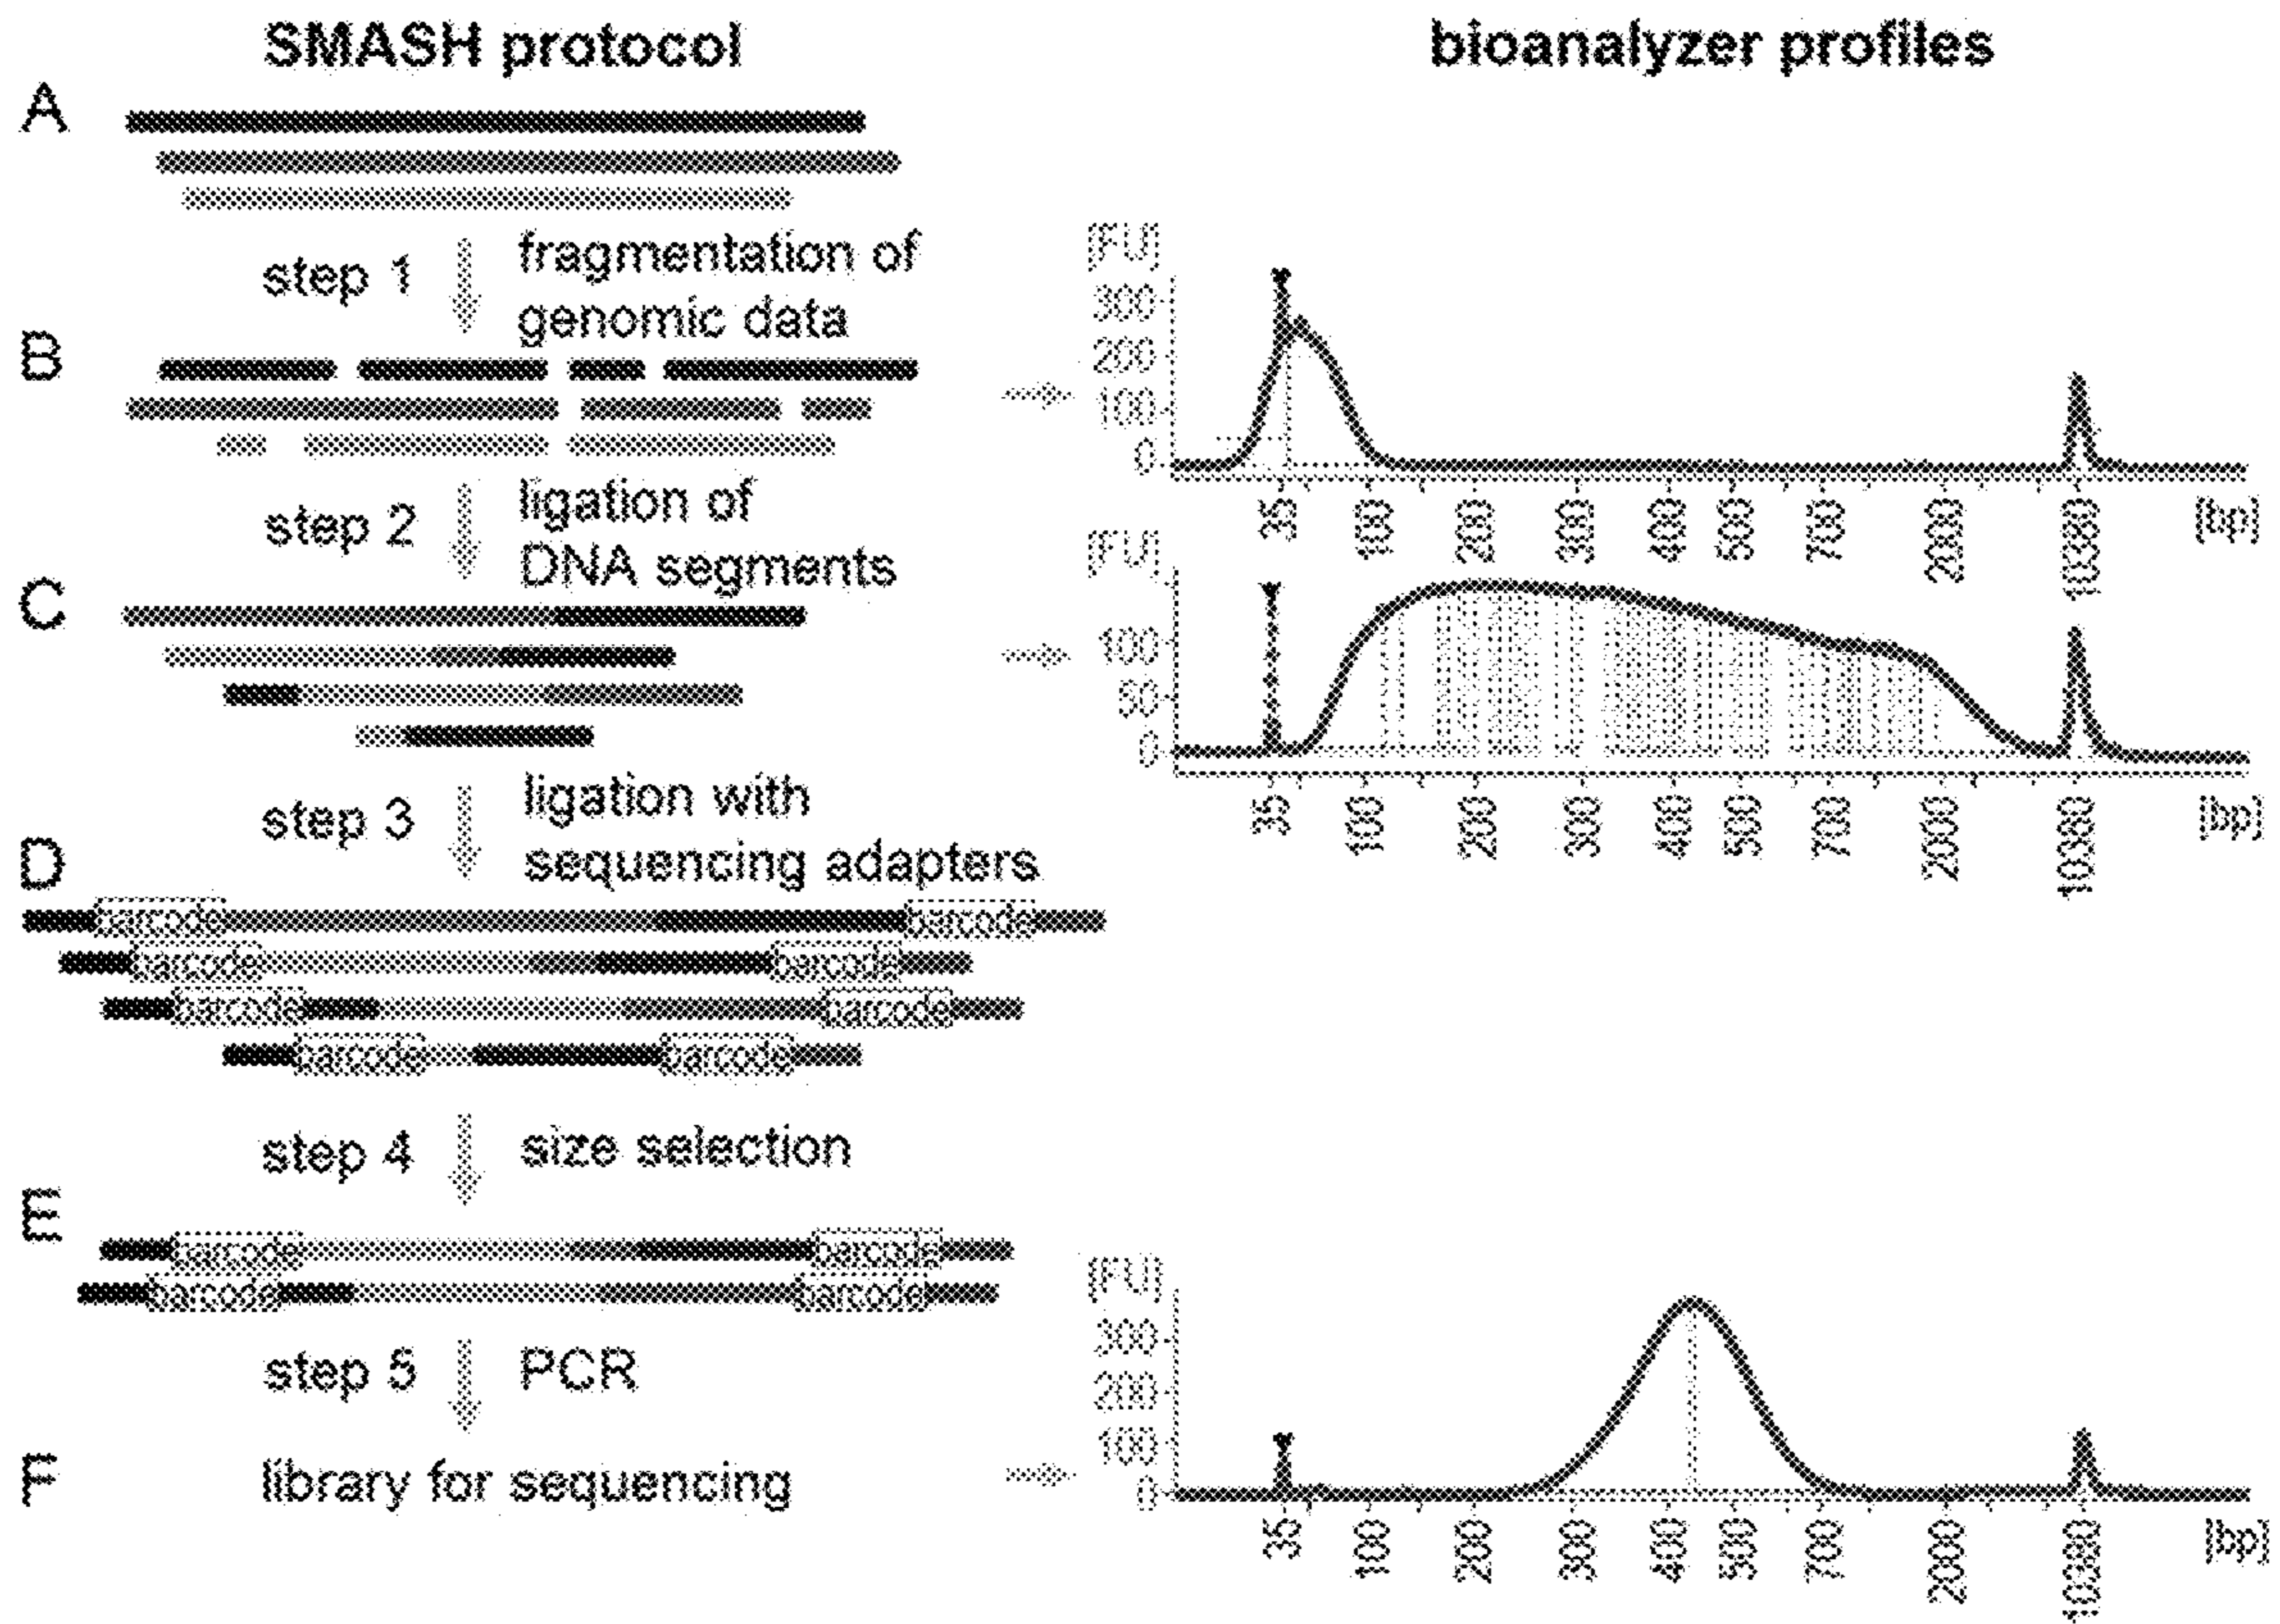 SMASH protocol
bioanalyzer profiles
A
step 1
fragmentation of
genomic data
B
[FU]
300
200
100
0
35
100
200
300
400
500
700
2000
10380
[bp]
step 2
ligation of
DNA segments
C
[FU]
100
50
0
35
100
200
300
400
500
700
2000
10380
[bp]
step 3
ligation with
sequencing adapters
D
barcode barcode
barcode barcode
barcode barcode
barcode barcode
step 4
size selection
E
barcode barcode
barcode barcode
step 5
PCR
F
library for sequencing
[FU]
300
200
100
0
35
100
200
300
400
500
700
2000
10380
[bp]